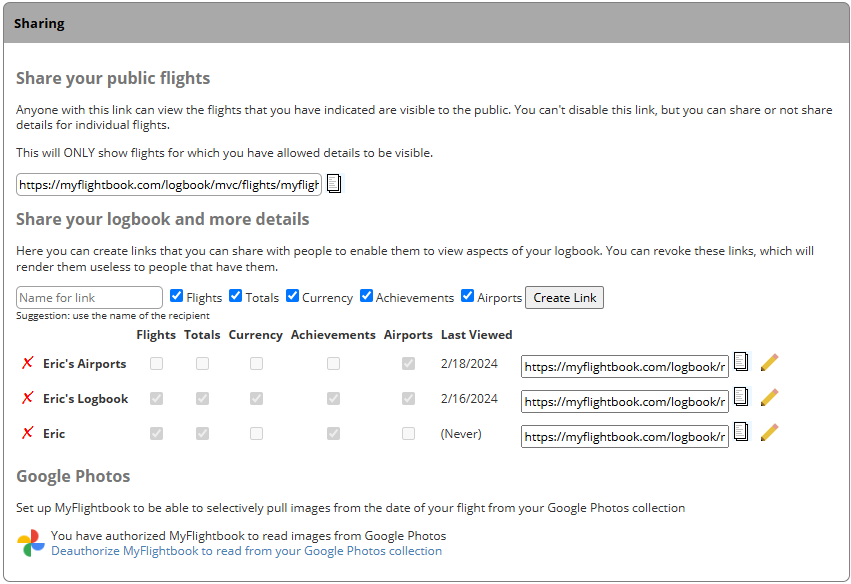 Sharing
Share your public flights
Anyone with this link can view the flights that you have indicated are visible to the public. You can't disable this link, but you can share or not share
details for individual flights.
This will ONLY show flights for which you have allowed details to be visible.
https://myflightbook.com/logbook/mvc/flights/myfligh
Share your logbook and more details
Here you can create links that you can share with people to enable them to view aspects of your logbook. You can revoke these links, which will
render them useless to people that have them.
Name for link Flights Totals Currency Achievements Airports Create Link
Suggestion: use the name of the recipient
Flights Totals Currency Achievements Airports Last Viewed
Eric's Airports 2/18/2024 https://myflightbook.com/logbook/r
Eric's Logbook 2/16/2024 https://myflightbook.com/logbook/r
Eric (Never) https://myflightbook.com/logbook/r
Google Photos
Set up MyFlightbook to be able to selectively pull images from the date of your flight from your Google Photos collection
You have authorized MyFlightbook to read images from Google Photos
Deauthorize MyFlightbook to read from your Google Photos collection